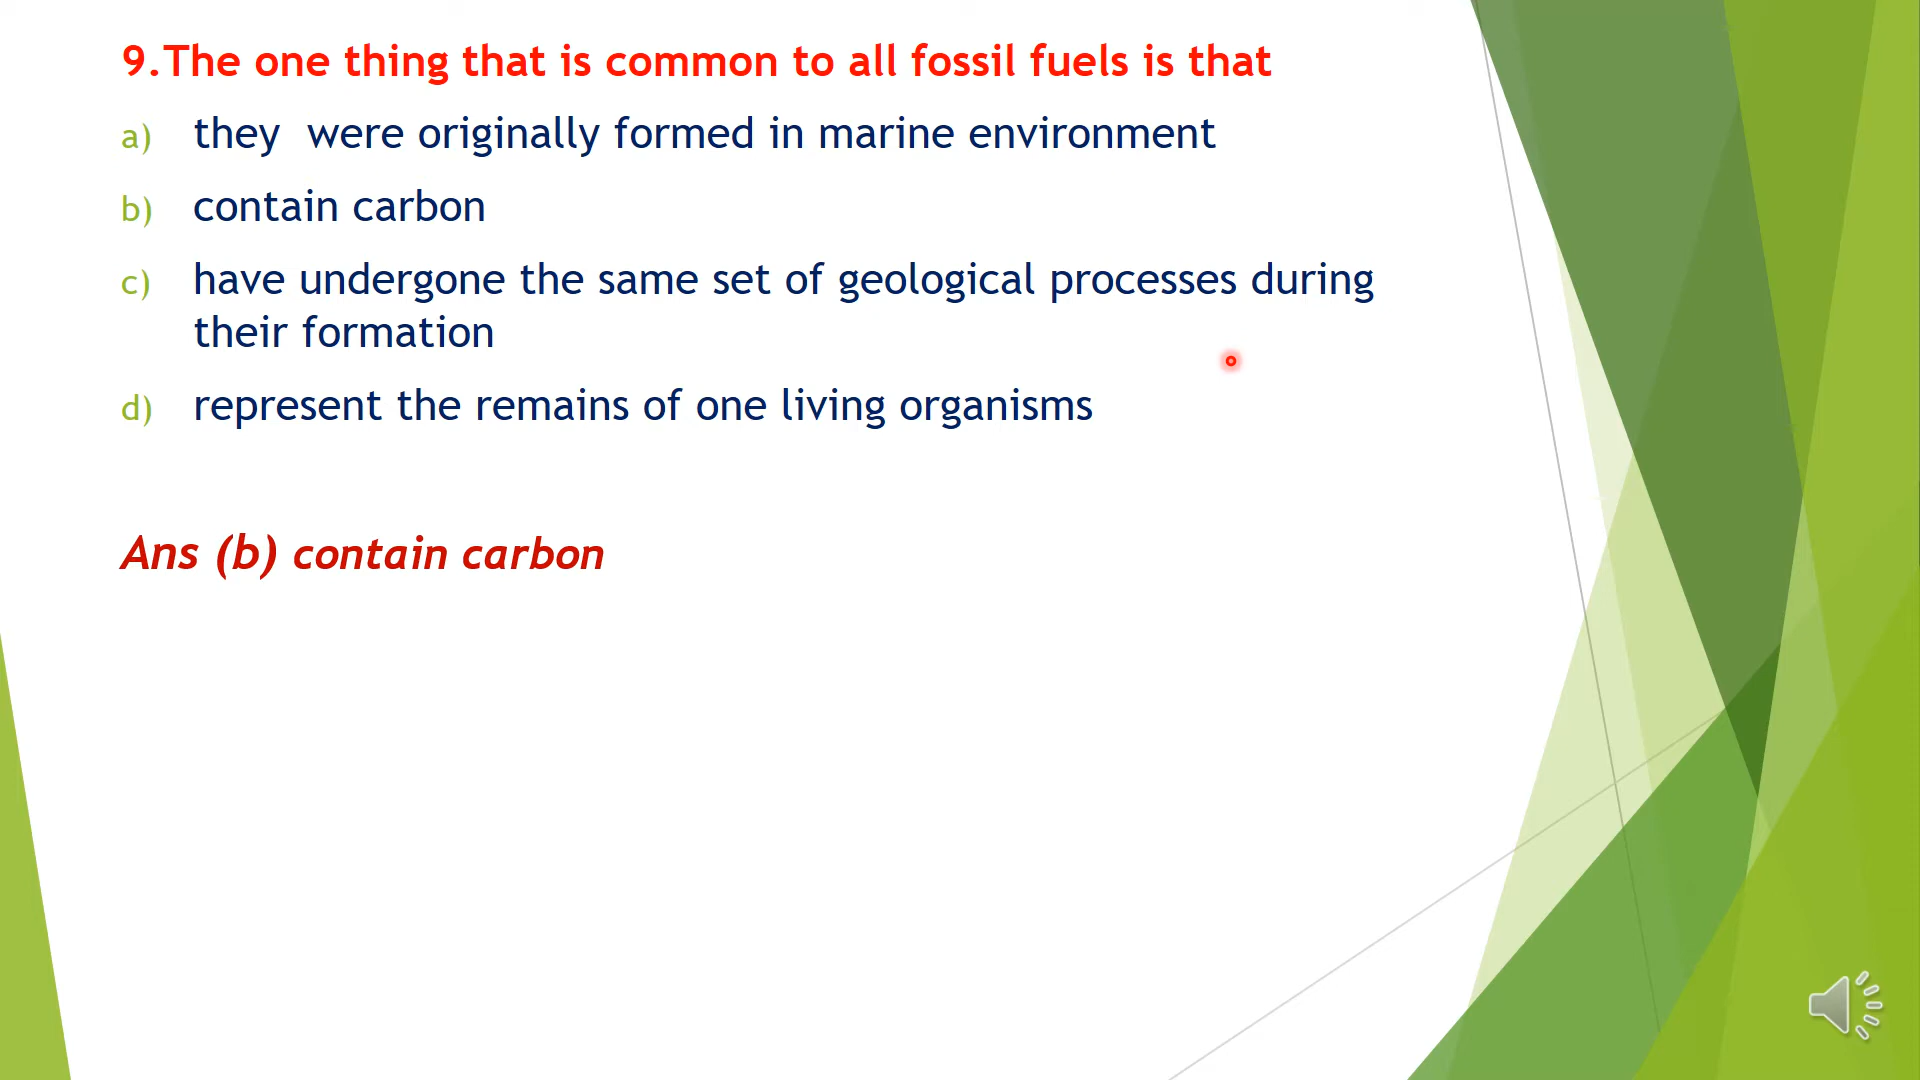 9.The one thing that is common to all fossil fuels is that
a) they were originally formed in marine environment
b) contain carbon
c) have undergone the same set of geological processes during
their formation
d) represent the remains of one living organisms
Ans (b) contain carbon